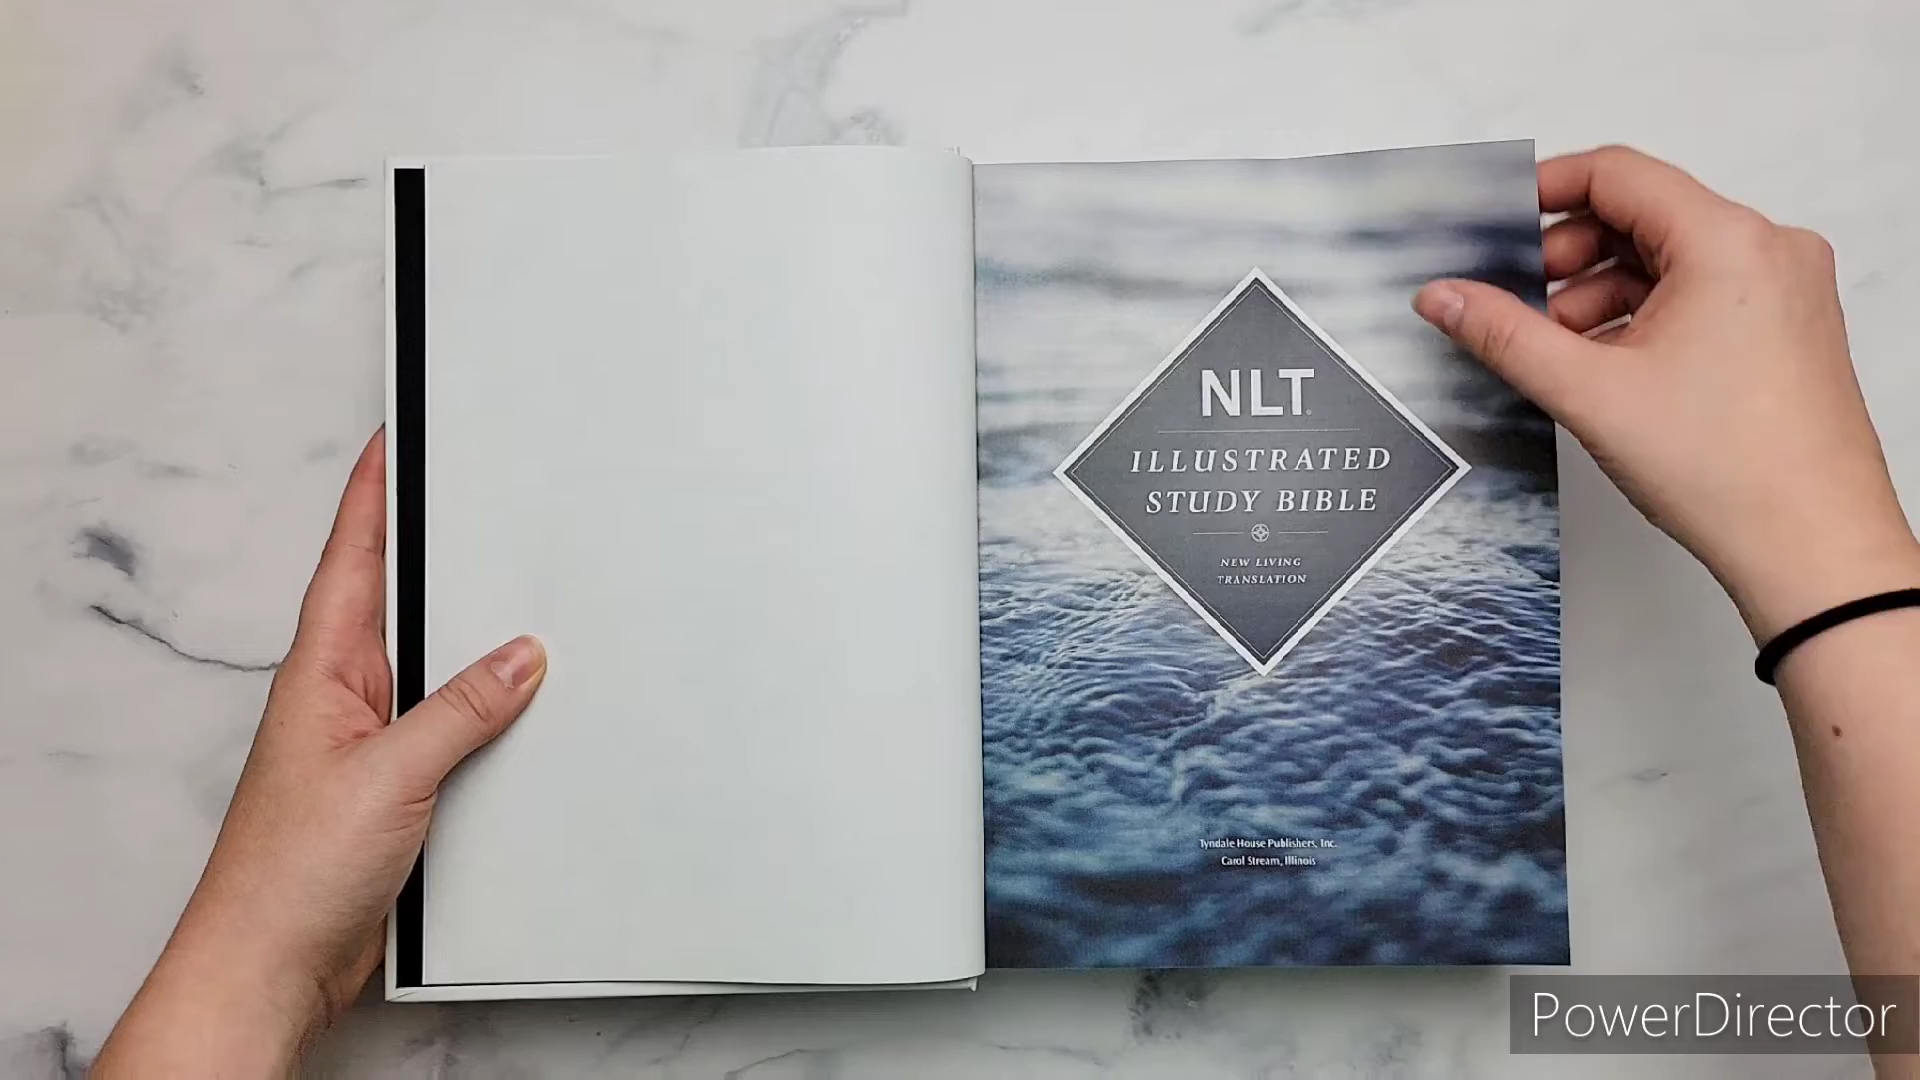 NLT
ILLUSTRATED
STUDY BIBLE
NEW LIVING
TRANSLATION
Tyndale House Publishers, Inc.
Carol Stream, Illinois
PowerDirector